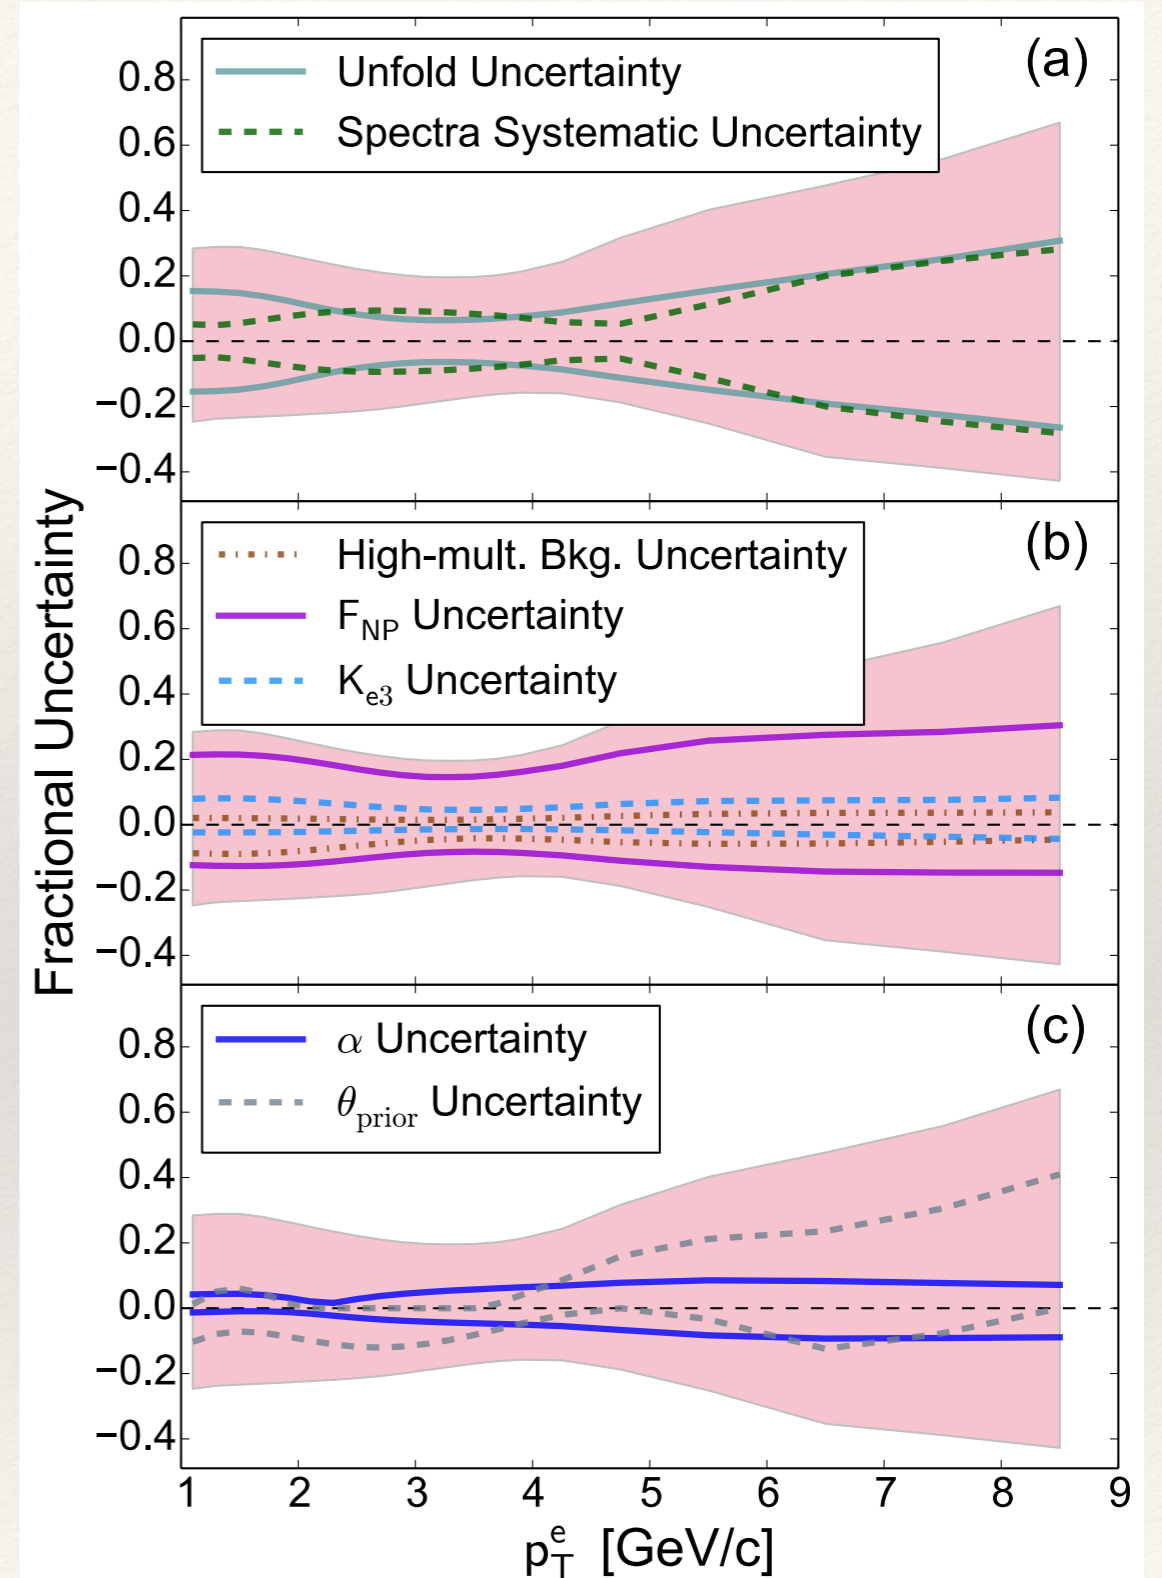 (a)
Unfold Uncertainty
Spectra Systematic Uncertainty
0.8
0.6
0.4
0.2
0.0
−0.2
−0.4
Fractional Uncertainty
(b)
High-mult. Bkg. Uncertainty
F_NP Uncertainty
K_e3 Uncertainty
0.8
0.6
0.4
0.2
0.0
−0.2
−0.4
(c)
α Uncertainty
θ_prior Uncertainty
0.8
0.6
0.4
0.2
0.0
−0.2
−0.4
1 2 3 4 5 6 7 8 9
p_T^e [GeV/c]